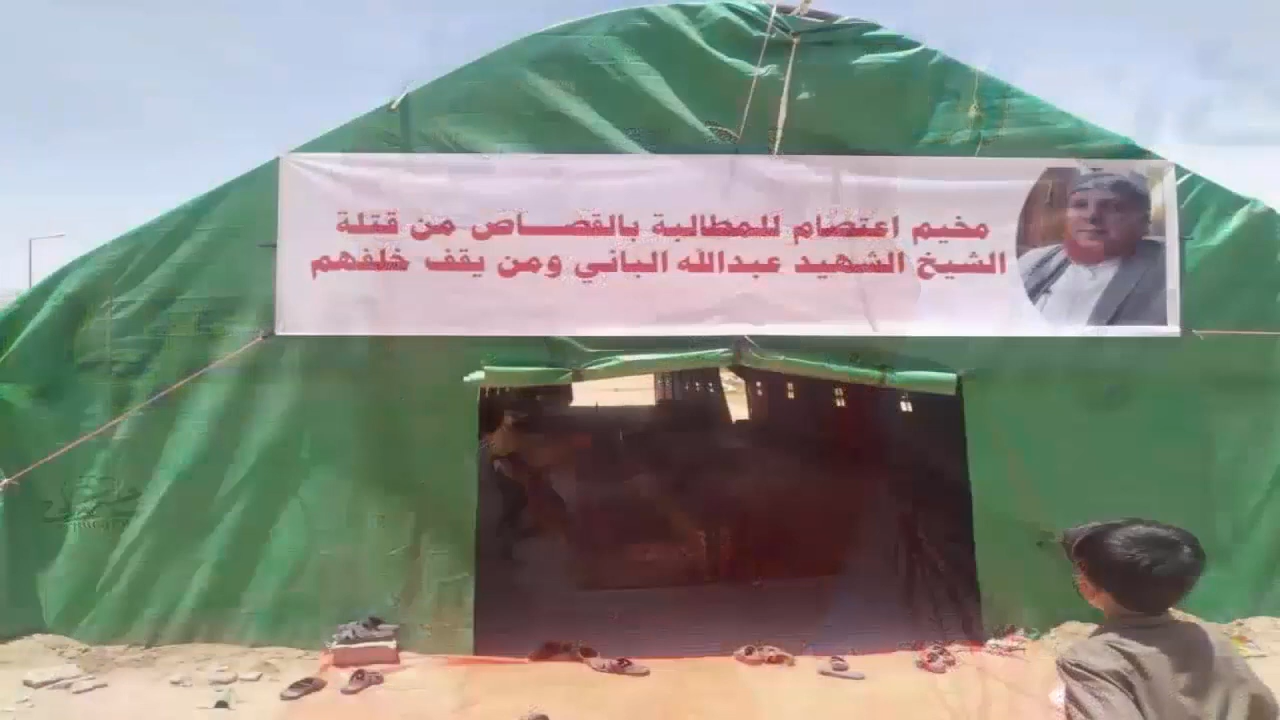 مخيم اعتصام للمطالبة بالقصاص من قتلة
الشيخ الشهيد عبدالله الباني ومن يقف خلفهم